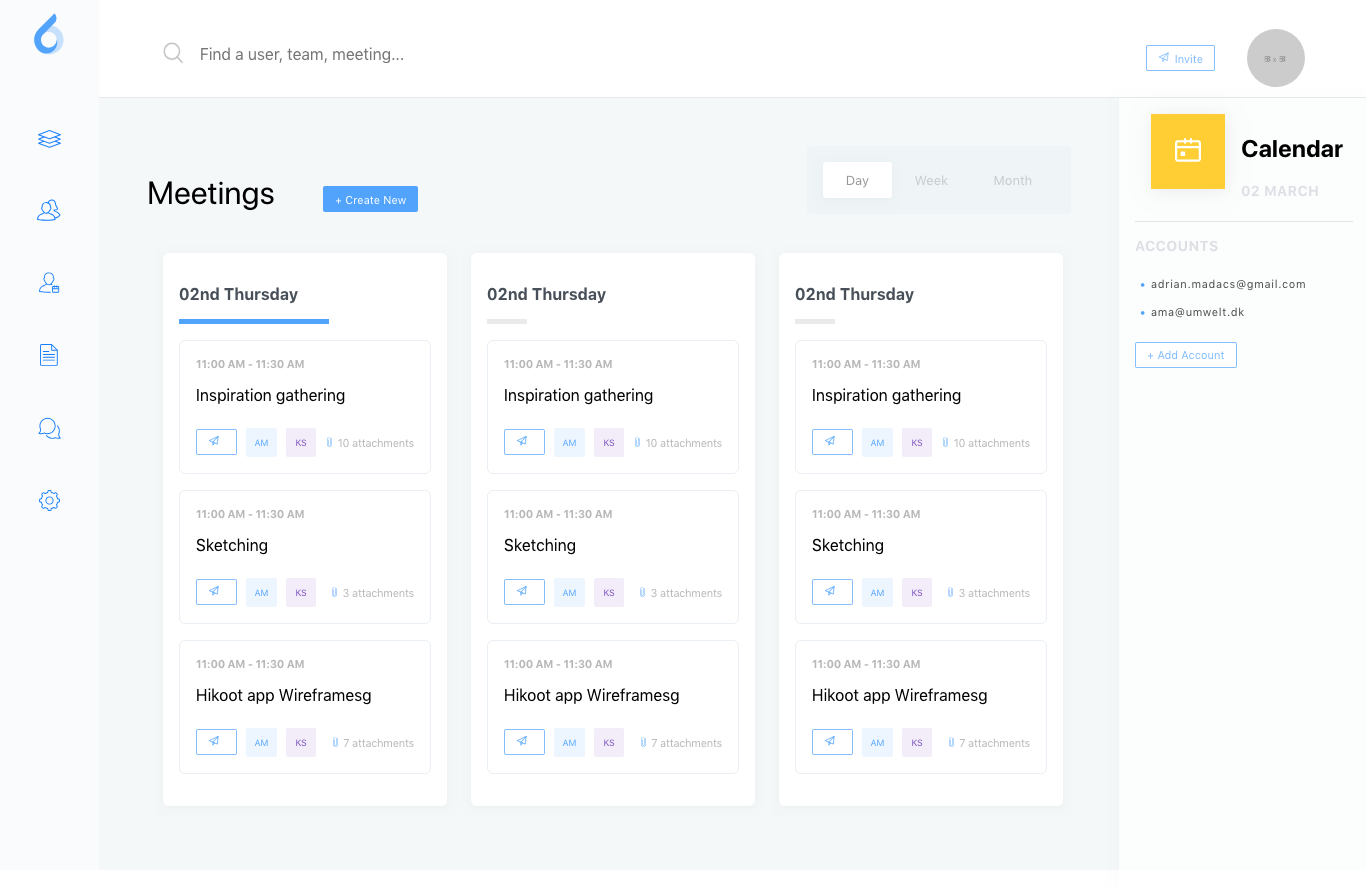 Find a user, team, meeting...
Invite
58 x 58
Meetings
+ Create New
Day
Week
Month
02nd Thursday
11:00 AM - 11:30 AM
Inspiration gathering
AM
KS
10 attachments
11:00 AM - 11:30 AM
Sketching
AM
KS
3 attachments
11:00 AM - 11:30 AM
Hikoot app Wireframesg
AM
KS
7 attachments
02nd Thursday
11:00 AM - 11:30 AM
Inspiration gathering
AM
KS
10 attachments
11:00 AM - 11:30 AM
Sketching
AM
KS
3 attachments
11:00 AM - 11:30 AM
Hikoot app Wireframesg
AM
KS
7 attachments
02nd Thursday
11:00 AM - 11:30 AM
Inspiration gathering
AM
KS
10 attachments
11:00 AM - 11:30 AM
Sketching
AM
KS
3 attachments
11:00 AM - 11:30 AM
Hikoot app Wireframesg
AM
KS
7 attachments
Calendar
02 MARCH
ACCOUNTS
adrian.madacs@gmail.com
ama@umwelt.dk
+ Add Account